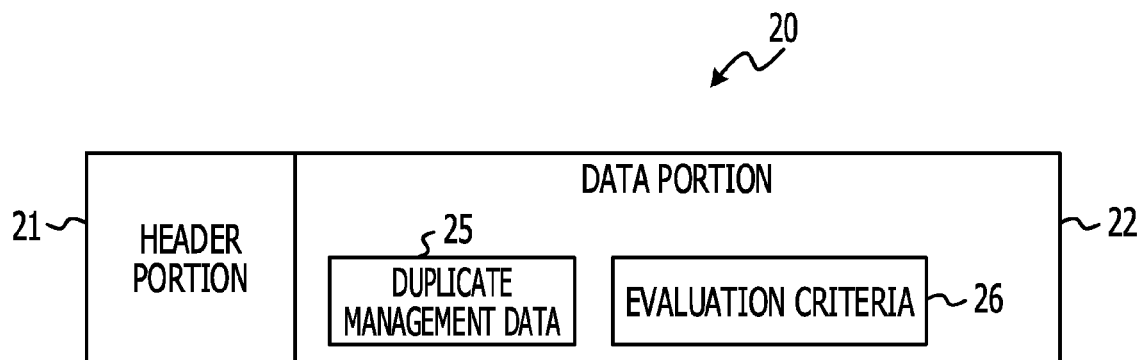 20
DATA PORTION
21
HEADER
PORTION
22
25
DUPLICATE
MANAGEMENT DATA
EVALUATION CRITERIA
26